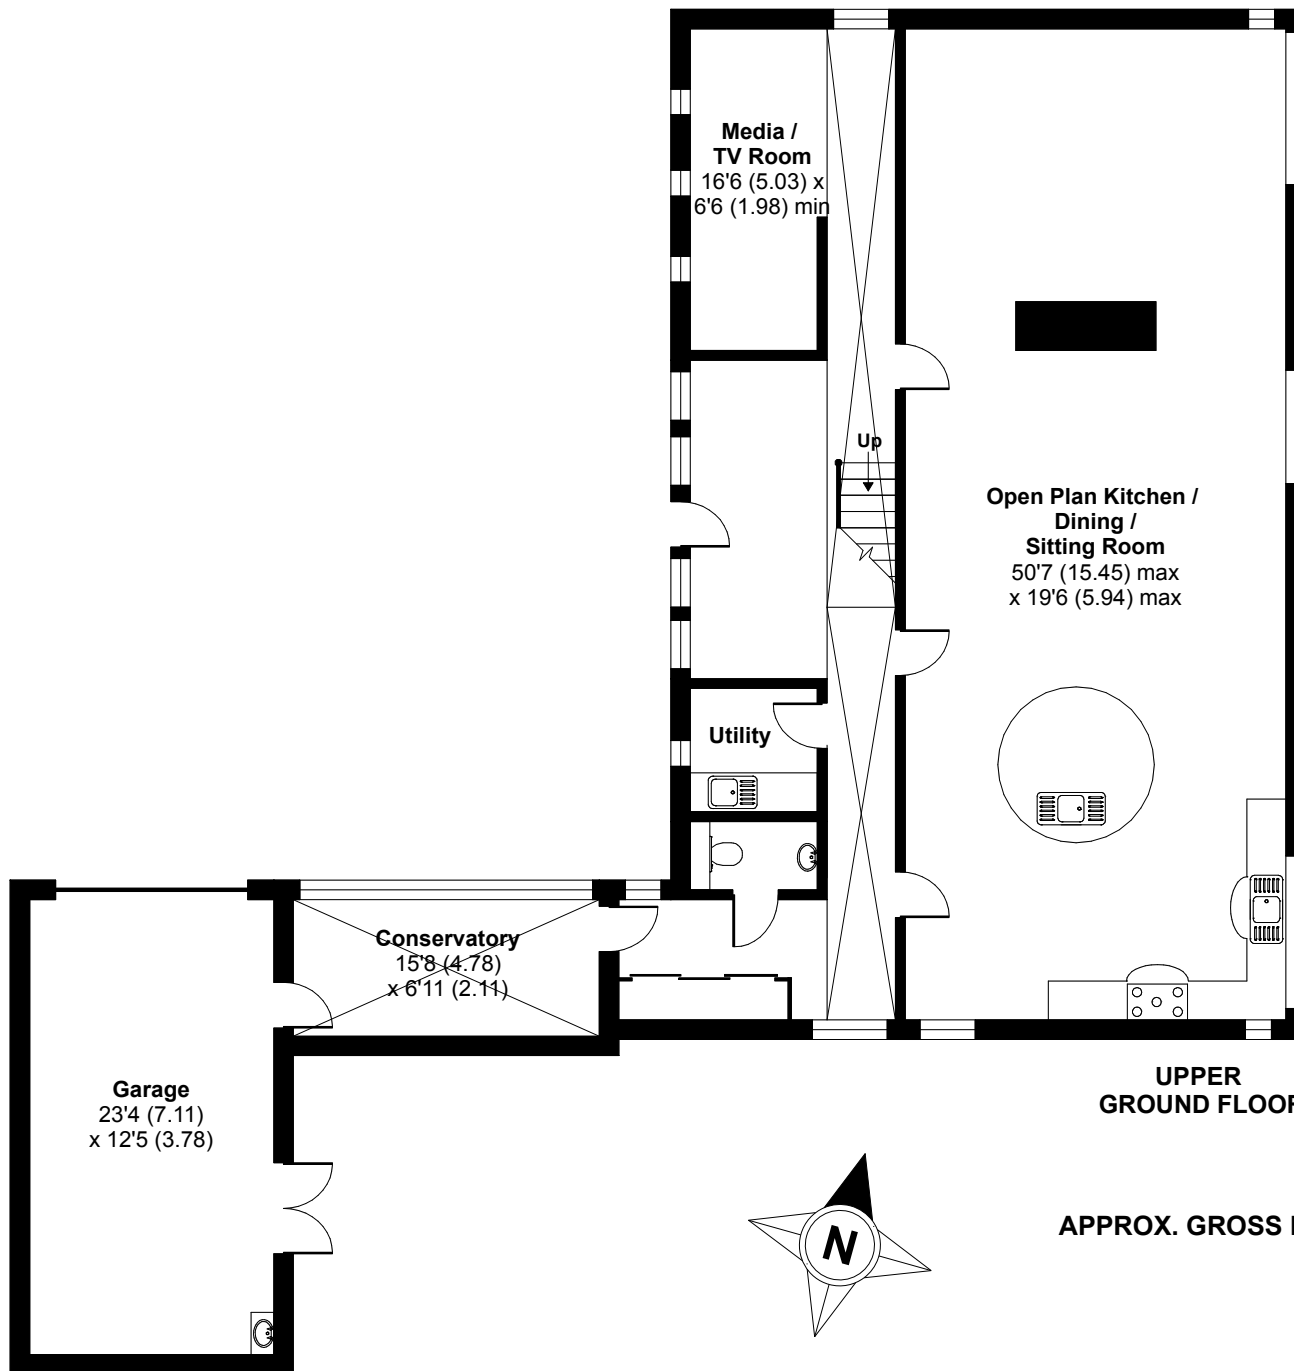 Media /
TV Room
16'6 (5.03) x
6'6 (1.98) min
Up
Open Plan Kitchen /
Dining /
Sitting Room
50'7 (15.45) max
x 19'6 (5.94) max
Utility
Conservatory
15'8 (4.78)
x 6'11 (2.11)
Garage
23'4 (7.11)
x 12'5 (3.78)
UPPER
GROUND FLOOR
N
APPROX. GROSS